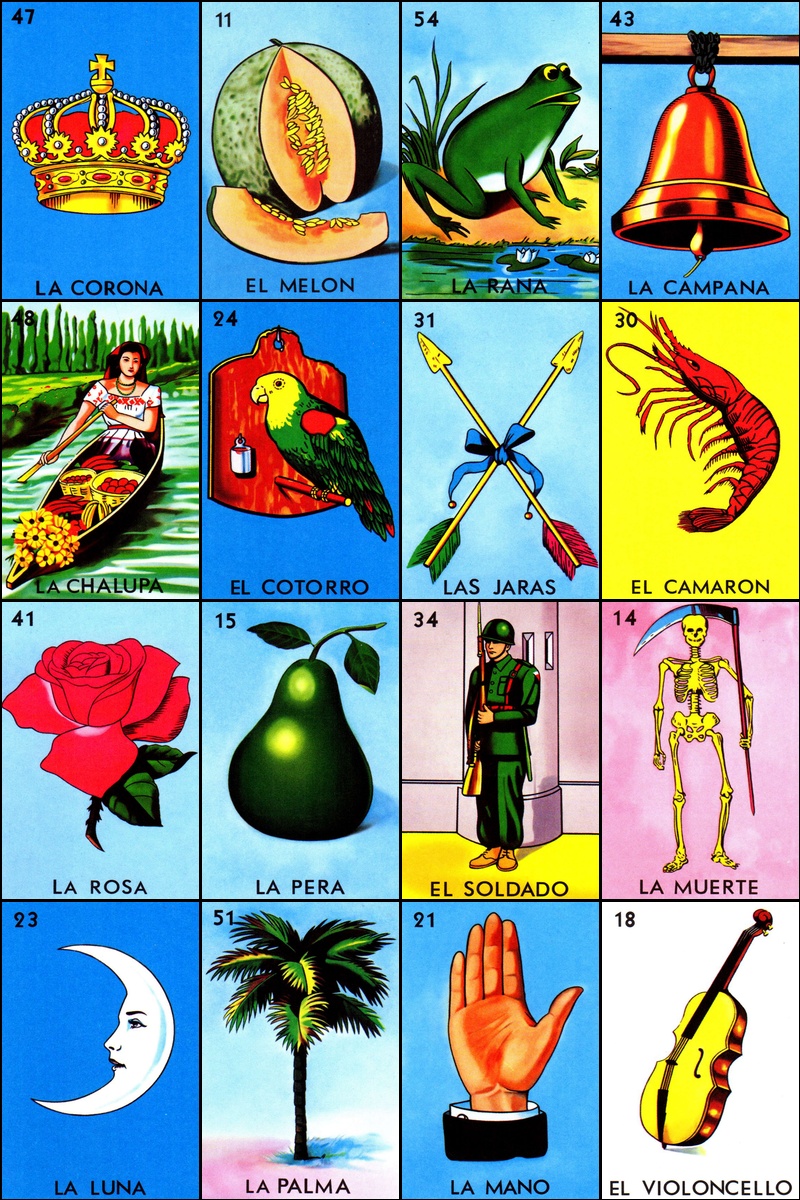 47
LA CORONA
11
EL MELON
54
LA RANA
43
LA CAMPANA
48
LA CHALUPA
24
EL COTORRO
31
LAS JARAS
30
EL CAMARON
41
LA ROSA
15
LA PERA
34
EL SOLDADO
14
LA MUERTE
23
LA LUNA
51
LA PALMA
21
LA MANO
18
EL VIOLONCELLO